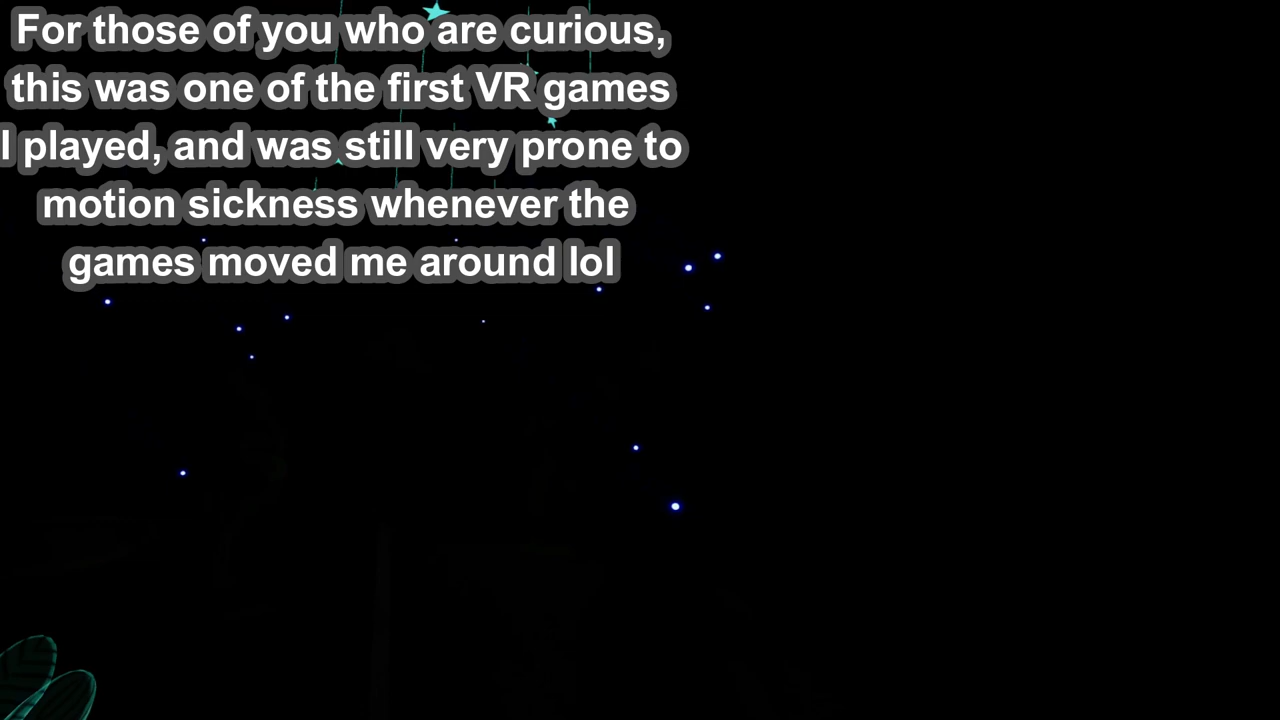 For those of you who are curious,
this was one of the first VR games
I played, and was still very prone to
motion sickness whenever the
games moved me around lol